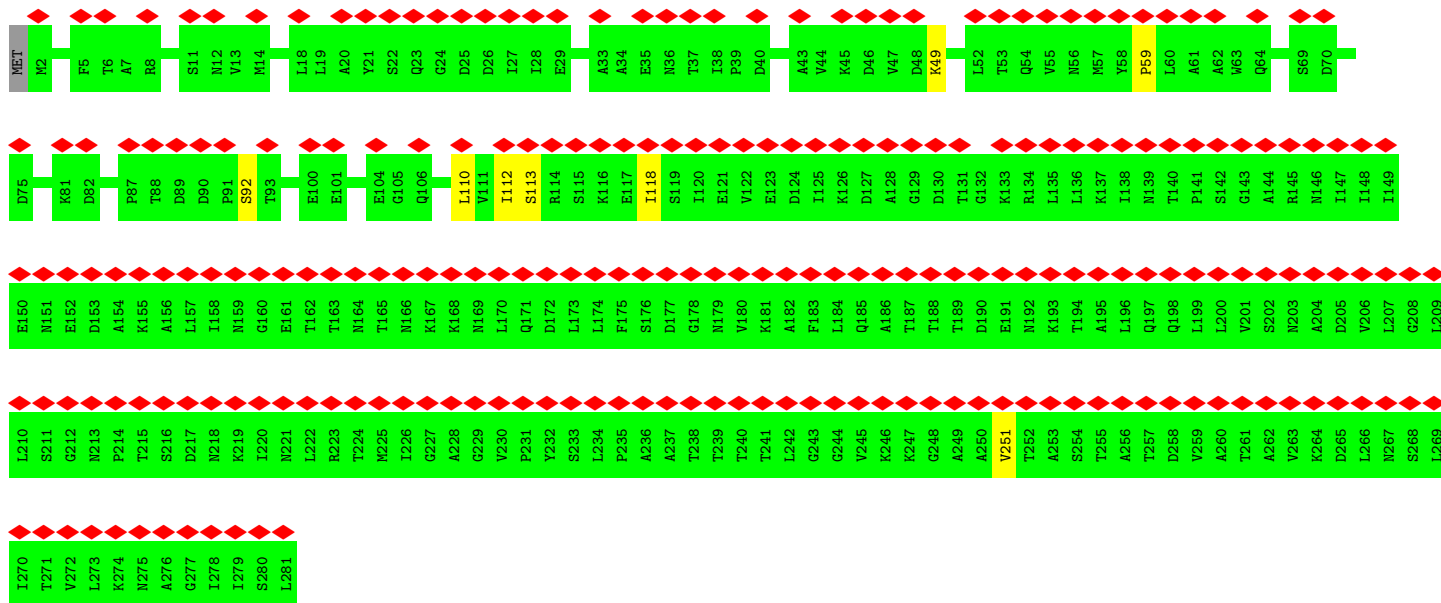 MET M2 F5 T6 A7 R8 S11 N12 V13 M14 L18 L19 A20 Y21 S22 Q23 G24 D25 D26 I27 I28 E29 A33 A34 E35 N36 T37 I38 P39 D40 A43 V44 K45 D46 V47 D48 K49 L52 T53 Q54 V55 N56 M57 Y58 P59 L60 A61 A62 W63 Q64 S69 D70
D75 K81 D82 P87 T88 D89 D90 P91 S92 T93 E100 E101 E104 G105 Q106 L110 V111 I112 S113 R114 S115 K116 E117 I118 S119 I120 E121 V122 E123 D124 I125 K126 D127 A128 G129 D130 T131 G132 K133 R134 L135 L136 K137 I138 N139 T140 P141 S142 G143 A144 R145 N146 I147 I148 I149
E150 N151 E152 D153 A154 K155 A156 L157 I158 N159 G160 E161 T162 T163 N164 T165 N166 K167 K168 N169 L170 Q171 D172 L173 L174 F175 S176 D177 G178 N179 V180 K181 A182 F183 L184 Q185 A186 T187 T188 T189 D190 E191 N192 K193 T194 A195 L196 Q197 Q198 L199 L200 V201 S202 N203 A204 D205 V206 L207 G208 L209
L210 S211 G212 N213 P214 T215 S216 D217 N218 K219 I220 N221 L222 R223 T224 M225 I226 G227 A228 G229 V230 P231 Y232 S233 L234 P235 A236 A237 T238 T239 T240 T241 L242 G243 G244 V245 K246 K247 G248 A249 A250 V251 T252 A253 S254 T255 A256 T257 D258 V259 A260 T261 A262 V263 K264 D265 L266 N267 S268 L269
I270 T271 V272 L273 K274 N275 A276 G277 I278 I279 S280 L281